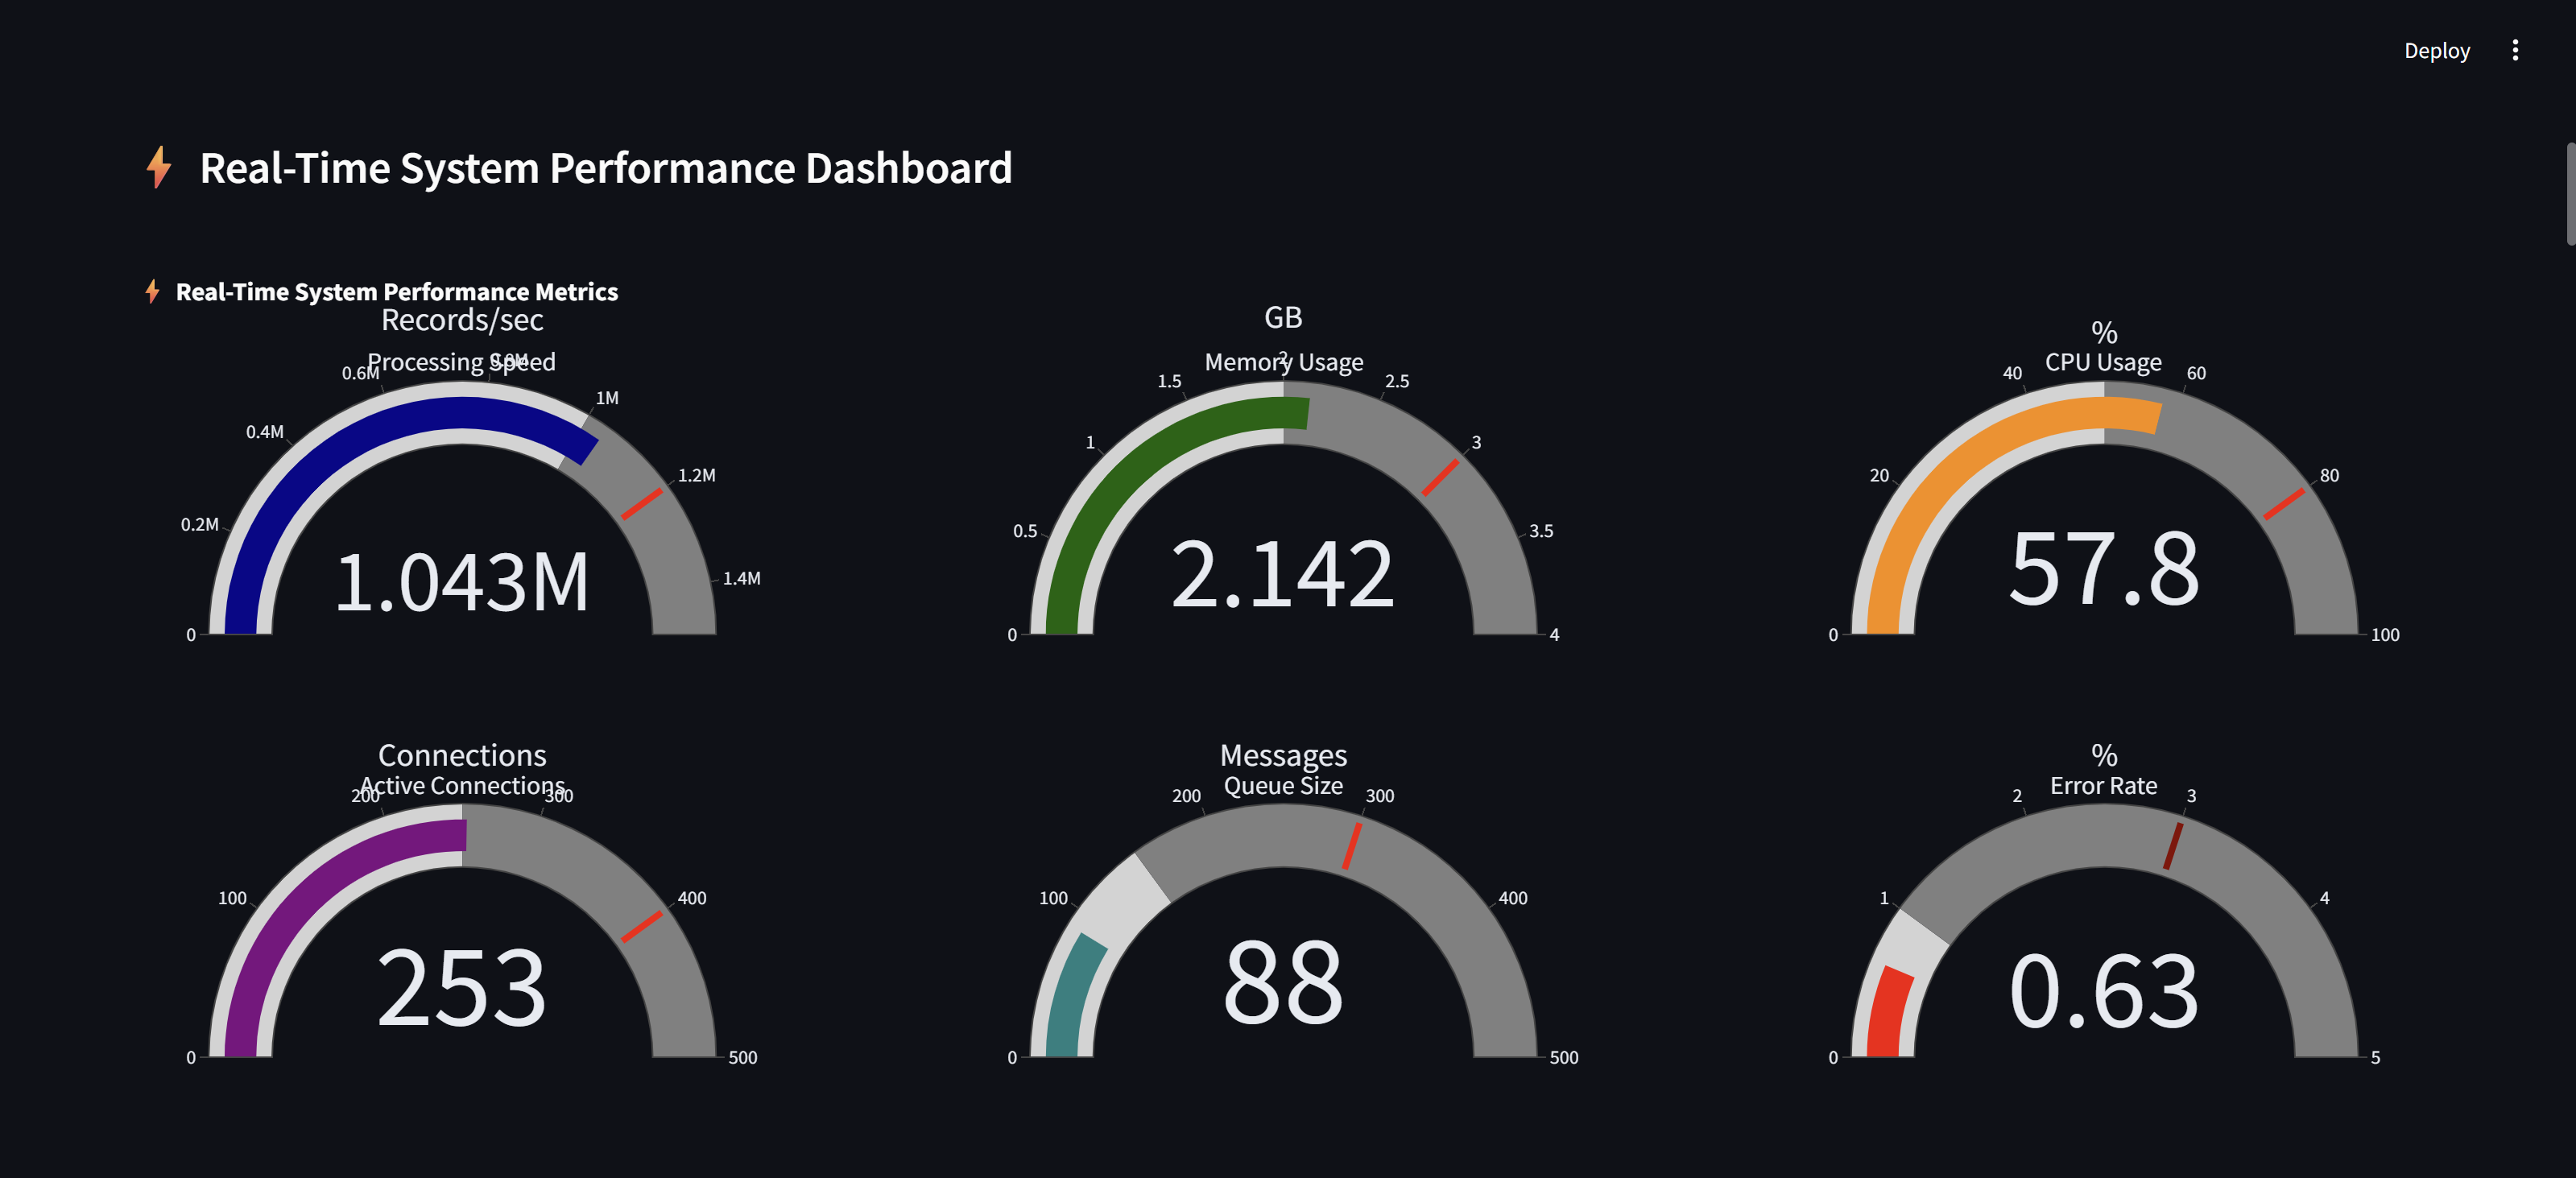 Deploy
Real-Time System Performance Dashboard
Real-Time System Performance Metrics
Records/sec
Processing Speed
0.6M
1M
0.4M
1.2M
0.2M
1.4M
0
1.043M
GB
Memory Usage
2
1.5
2.5
1
3
0.5
3.5
0
4
2.142
%
CPU Usage
40
60
20
80
0
100
57.8
Connections
Active Connections
200
300
100
400
0
500
253
Messages
Queue Size
200
300
100
400
0
500
88
%
Error Rate
2
3
1
4
0
5
0.63